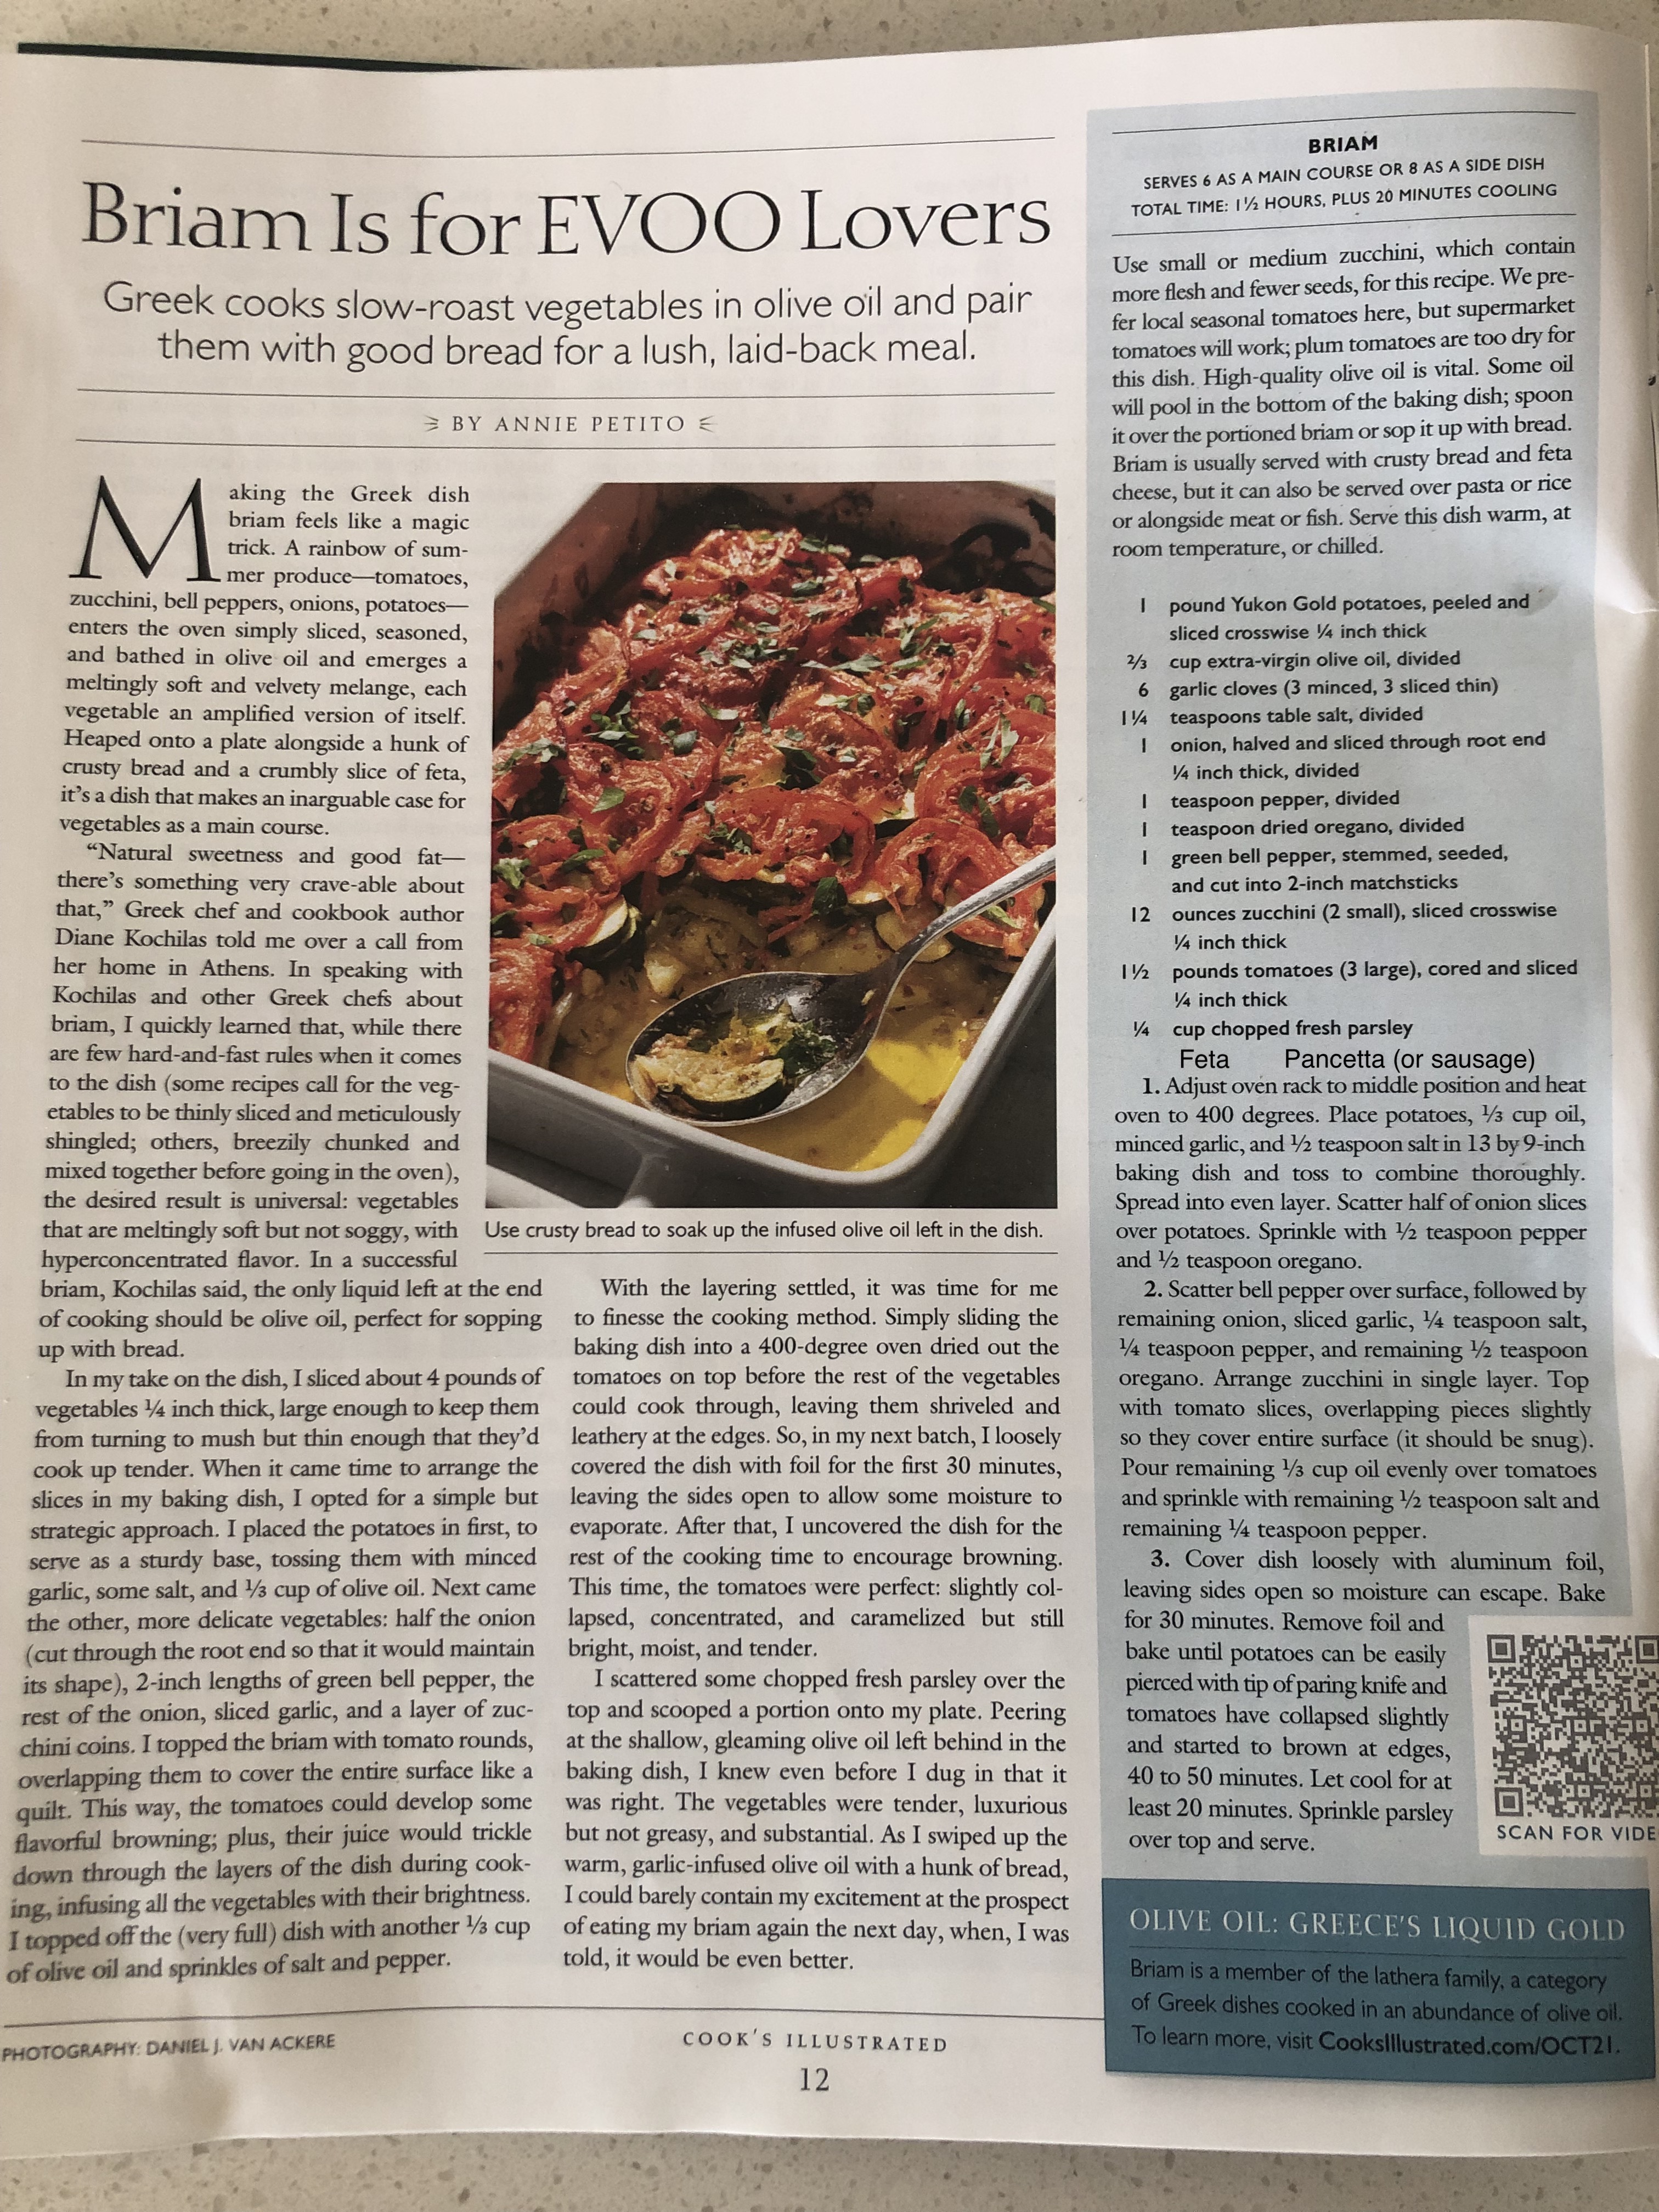 Briam Is for EVOO Lovers
Greek cooks slow-roast vegetables in olive oil and pair
them with good bread for a lush, laid-back meal.
BY ANNIE PETITO
Making the Greek dish
briam feels like a magic
trick. A rainbow of sum-
mer produce—tomatoes,
zucchini, bell peppers, onions, potatoes—
enters the oven simply sliced, seasoned,
and bathed in olive oil and emerges a
meltingly soft and velvety melange, each
vegetable an amplified version of itself.
Heaped onto a plate alongside a hunk of
crusty bread and a crumbly slice of feta,
it's a dish that makes an inarguable case for
vegetables as a main course.
“Natural sweetness and good fat—
there's something very crave-able about
that,” Greek chef and cookbook author
Diane Kochilas told me over a call from
her home in Athens. In speaking with
Kochilas and other Greek chefs about
briam, I quickly learned that, while there
are few hard-and-fast rules when it comes
to the dish (some recipes call for the veg-
etables to be thinly sliced and meticulously
shingled; others, breezily chunked and
mixed together before going in the oven),
the desired result is universal: vegetables
that are meltingly soft but not soggy, with
hyperconcentrated flavor. In a successful
briam, Kochilas said, the only liquid left at the end
of cooking should be olive oil, perfect for sopping
up with bread.
In my take on the dish, I sliced about 4 pounds of
vegetables ¼ inch thick, large enough to keep them
from turning to mush but thin enough that they'd
cook up tender. When it came time to arrange the
slices in my baking dish, I opted for a simple but
strategic approach. I placed the potatoes in first, to
serve as a sturdy base, tossing them with minced
garlic, some salt, and ⅓ cup of olive oil. Next came
the other, more delicate vegetables: half the onion
(cut through the root end so that it would maintain
its shape), 2-inch lengths of green bell pepper, the
rest of the onion, sliced garlic, and a layer of zuc-
chini coins. I topped the briam with tomato rounds,
overlapping them to cover the entire surface like a
quilt. This way, the tomatoes could develop some
flavorful browning; plus, their juice would trickle
down through the layers of the dish during cook-
ing, infusing all the vegetables with their brightness.
I topped off the (very full) dish with another ⅓ cup
of olive oil and sprinkles of salt and pepper.
Use crusty bread to soak up the infused olive oil left in the dish.
With the layering settled, it was time for me
to finesse the cooking method. Simply sliding the
baking dish into a 400-degree oven dried out the
tomatoes on top before the rest of the vegetables
could cook through, leaving them shriveled and
leathery at the edges. So, in my next batch, I loosely
covered the dish with foil for the first 30 minutes,
leaving the sides open to allow some moisture to
evaporate. After that, I uncovered the dish for the
rest of the cooking time to encourage browning.
This time, the tomatoes were perfect: slightly col-
lapsed, concentrated, and caramelized but still
bright, moist, and tender.
I scattered some chopped fresh parsley over the
top and scooped a portion onto my plate. Peering
at the shallow, gleaming olive oil left behind in the
baking dish, I knew even before I dug in that it
was right. The vegetables were tender, luxurious
but not greasy, and substantial. As I swiped up the
warm, garlic-infused olive oil with a hunk of bread,
I could barely contain my excitement at the prospect
of eating my briam again the next day, when, I was
told, it would be even better.
BRIAM
SERVES 6 AS A MAIN COURSE OR 8 AS A SIDE DISH
TOTAL TIME: 1½ HOURS, PLUS 20 MINUTES COOLING
Use small or medium zucchini, which contain
more flesh and fewer seeds, for this recipe. We pre-
fer local seasonal tomatoes here, but supermarket
tomatoes will work; plum tomatoes are too dry for
this dish. High-quality olive oil is vital. Some oil
will pool in the bottom of the baking dish; spoon
it over the portioned briam or sop it up with bread.
Briam is usually served with crusty bread and feta
cheese, but it can also be served over pasta or rice
or alongside meat or fish. Serve this dish warm, at
room temperature, or chilled.
1 pound Yukon Gold potatoes, peeled and
sliced crosswise ¼ inch thick
⅔ cup extra-virgin olive oil, divided
6 garlic cloves (3 minced, 3 sliced thin)
1¼ teaspoons table salt, divided
1 onion, halved and sliced through root end
¼ inch thick, divided
1 teaspoon pepper, divided
1 teaspoon dried oregano, divided
1 green bell pepper, stemmed, seeded,
and cut into 2-inch matchsticks
12 ounces zucchini (2 small), sliced crosswise
¼ inch thick
1½ pounds tomatoes (3 large), cored and sliced
¼ inch thick
¼ cup chopped fresh parsley
Feta Pancetta (or sausage)
1. Adjust oven rack to middle position and heat
oven to 400 degrees. Place potatoes, ⅓ cup oil,
minced garlic, and ½ teaspoon salt in 13 by 9-inch
baking dish and toss to combine thoroughly.
Spread into even layer. Scatter half of onion slices
over potatoes. Sprinkle with ½ teaspoon pepper
and ½ teaspoon oregano.
2. Scatter bell pepper over surface, followed by
remaining onion, sliced garlic, ¼ teaspoon salt,
¼ teaspoon pepper, and remaining ½ teaspoon
oregano. Arrange zucchini in single layer. Top
with tomato slices, overlapping pieces slightly
so they cover entire surface (it should be snug).
Pour remaining ⅓ cup oil evenly over tomatoes
and sprinkle with remaining ½ teaspoon salt and
remaining ¼ teaspoon pepper.
3. Cover dish loosely with aluminum foil,
leaving sides open so moisture can escape. Bake
for 30 minutes. Remove foil and
bake until potatoes can be easily
pierced with tip of paring knife and
tomatoes have collapsed slightly
and started to brown at edges,
40 to 50 minutes. Let cool for at
least 20 minutes. Sprinkle parsley
over top and serve.
SCAN FOR VIDE
OLIVE OIL: GREECE'S LIQUID GOLD
Briam is a member of the lathera family, a category
of Greek dishes cooked in an abundance of olive oil.
To learn more, visit CooksIllustrated.com/OCT21.
PHOTOGRAPHY: DANIEL J. VAN ACKERE
COOK'S ILLUSTRATED
12